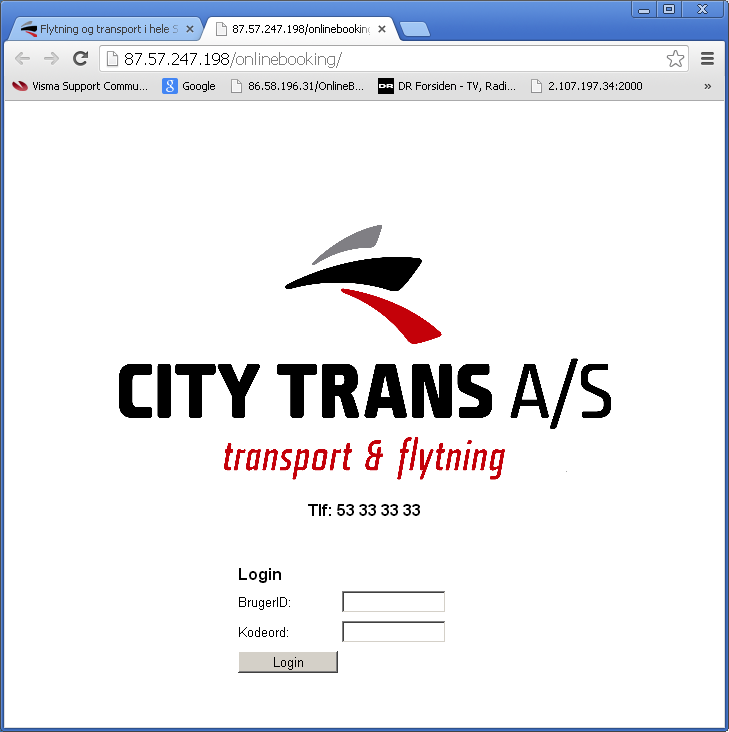 Flytning og transport i hele S
87.57.247.198/onlinebooking
87.57.247.198/onlinebooking/
Visma Support Commu...
Google
86.58.196.31/OnlineB...
DR Forsiden - TV, Radi...
2.107.197.34:2000
»
CITY TRANS A/S
transport & flytning
Tlf: 53 33 33 33
Login
BrugerID:
Kodeord:
Login